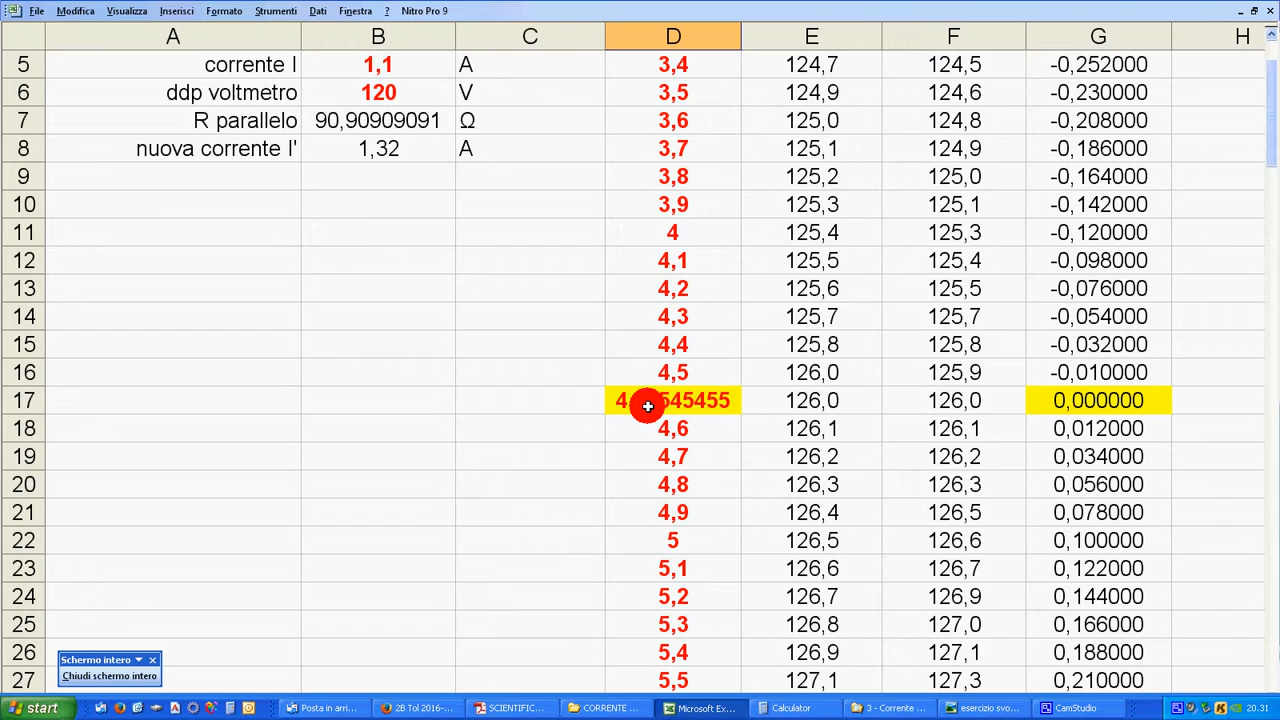 File Modifica Visualizza Inserisci Formato Strumenti Dati Finestra ? Nitro Pro 9
A B C D E F G H
5 corrente I 1,1 A 3,4 124,7 124,5 -0,252000
6 ddp voltmetro 120 V 3,5 124,9 124,6 -0,230000
7 R parallelo 90,90909091 Ω 3,6 125,0 124,8 -0,208000
8 nuova corrente I' 1,32 A 3,7 125,1 124,9 -0,186000
9 3,8 125,2 125,0 -0,164000
10 3,9 125,3 125,1 -0,142000
11 4 125,4 125,3 -0,120000
12 4,1 125,5 125,4 -0,098000
13 4,2 125,6 125,5 -0,076000
14 4,3 125,7 125,7 -0,054000
15 4,4 125,8 125,8 -0,032000
16 4,5 126,0 125,9 -0,010000
17 126,0 126,0 0,000000
18 4,6 126,1 126,1 0,012000
19 4,7 126,2 126,2 0,034000
20 4,8 126,3 126,3 0,056000
21 4,9 126,4 126,5 0,078000
22 5 126,5 126,6 0,100000
23 5,1 126,6 126,7 0,122000
24 5,2 126,7 126,9 0,144000
25 5,3 126,8 127,0 0,166000
26 5,4 126,9 127,1 0,188000
27 5,5 127,1 127,3 0,210000
Schermo intero
Chiudi schermo intero
start Posta in arri... 2B Tol 2016-... SCIENTIFIC... CORRENTE ... Microsoft Ex... Calculator 3 - Corrente ... esercizio svo... CamStudio 20.31